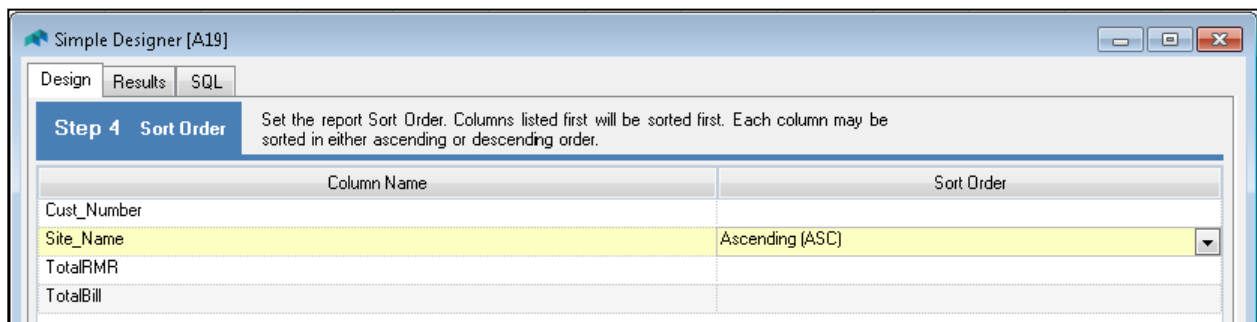 Simple Designer [A19]
Design Results SQL
Step 4 Sort Order
Set the report Sort Order. Columns listed first will be sorted first. Each column may be
sorted in either ascending or descending order.
Column Name Sort Order
Cust_Number
Site_Name Ascending (ASC)
TotalRMR
TotalBill